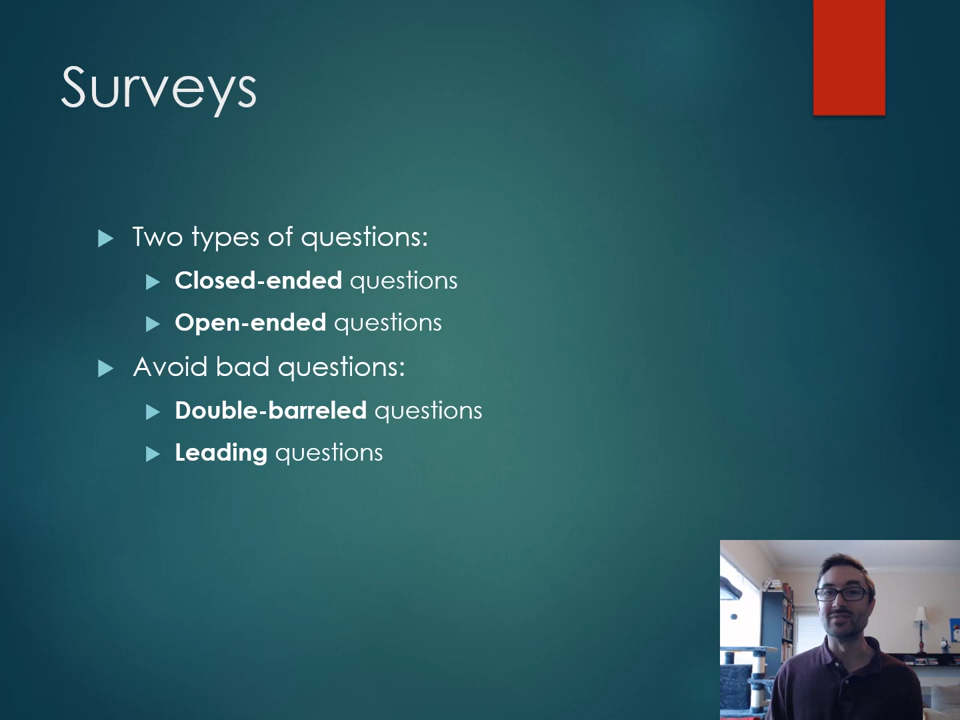 Surveys
Two types of questions:
Closed-ended questions
Open-ended questions
Avoid bad questions:
Double-barreled questions
Leading questions